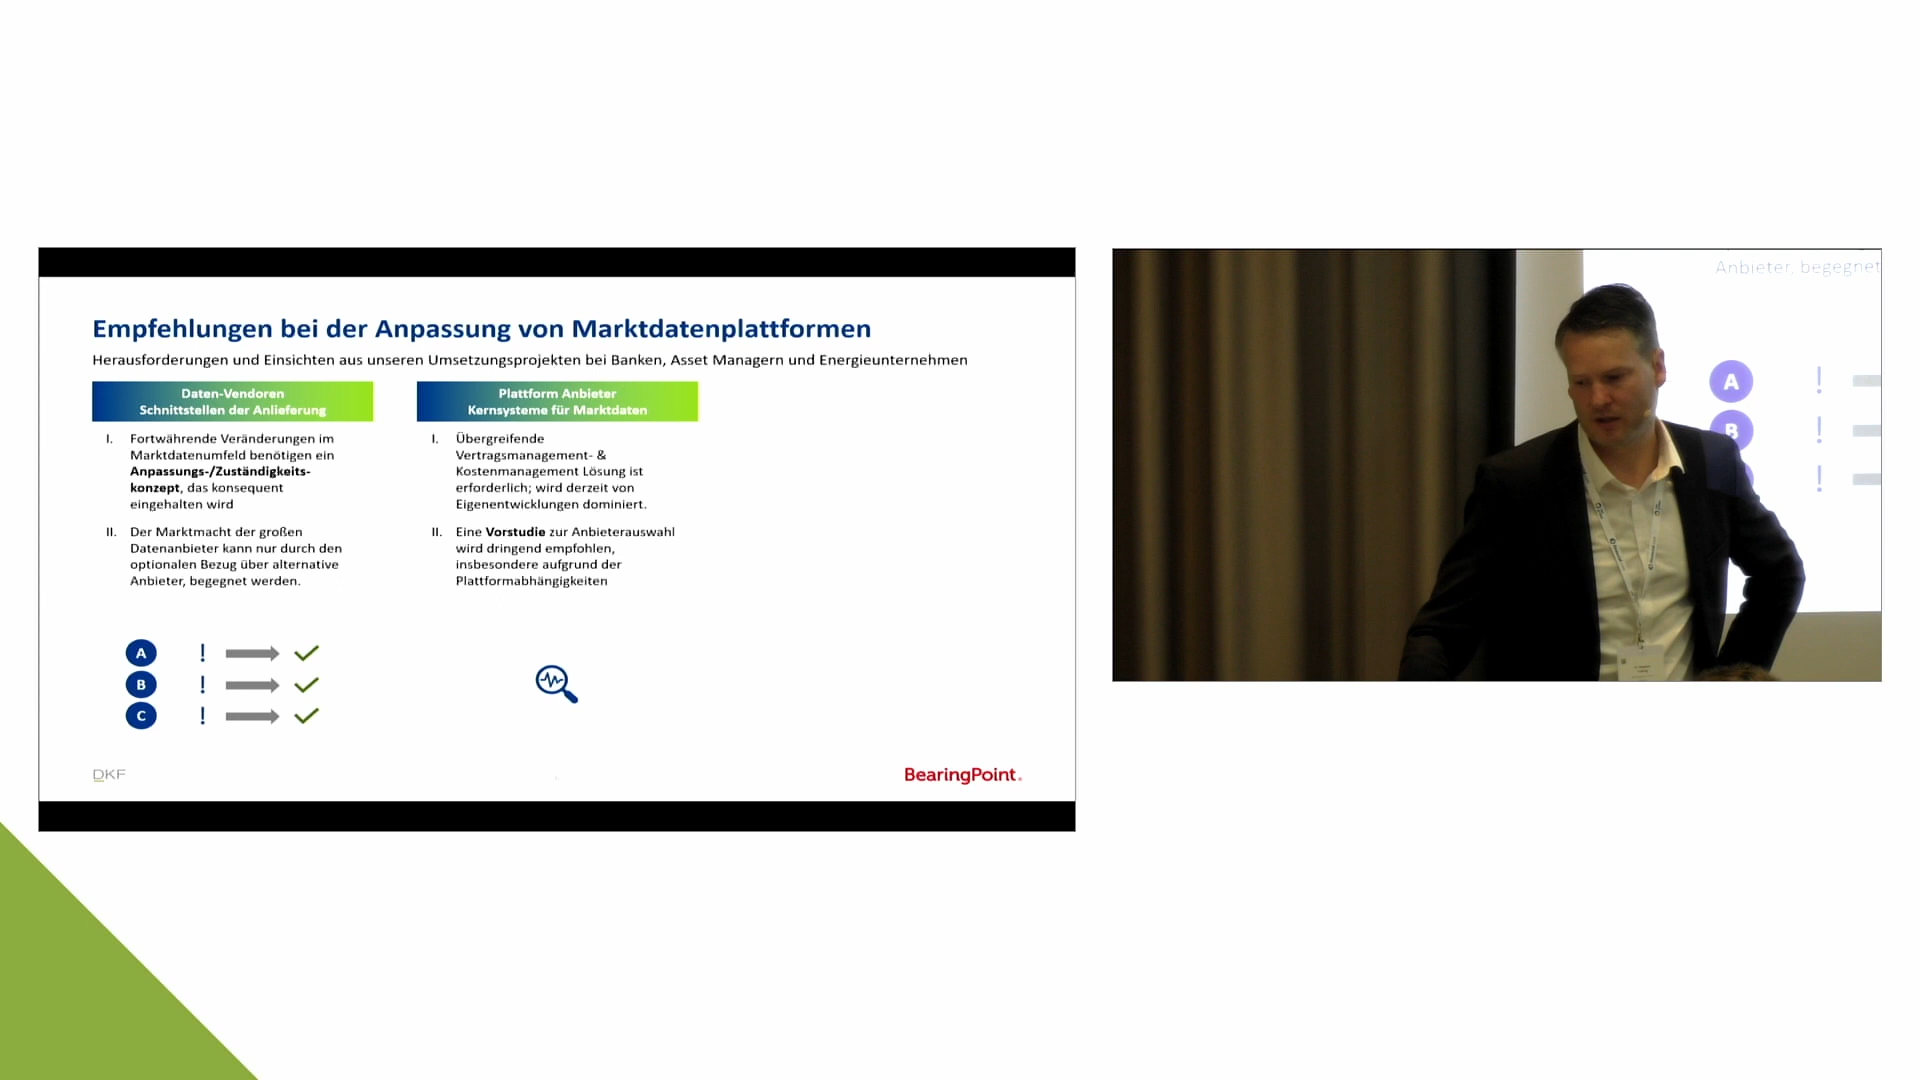 Empfehlungen bei der Anpassung von Marktdatenplattformen
Herausforderungen und Einsichten aus unseren Umsetzungsprojekten bei Banken, Asset Managern und Energieunternehmen
Daten-Vendoren
Schnittstellen der Anlieferung
I. Fortwährende Veränderungen im
Marktdatenumfeld benötigen ein
Anpassungs-/Zuständigkeits-
konzept, das konsequent
eingehalten wird
II. Der Marktmacht der großen
Datenanbieter kann nur durch den
optionalen Bezug über alternative
Anbieter, begegnet werden.
A !
B !
C !
Plattform Anbieter
Kernsysteme für Marktdaten
I. Übergreifende
Vertragsmanagement- &
Kostenmanagement Lösung ist
erforderlich; wird derzeit von
Eigenentwicklungen dominiert.
II. Eine Vorstudie zur Anbieterauswahl
wird dringend empfohlen,
insbesondere aufgrund der
Plattformabhängigkeiten
DKF
BearingPoint.
Anbieter, begegnet
A !
B !
!